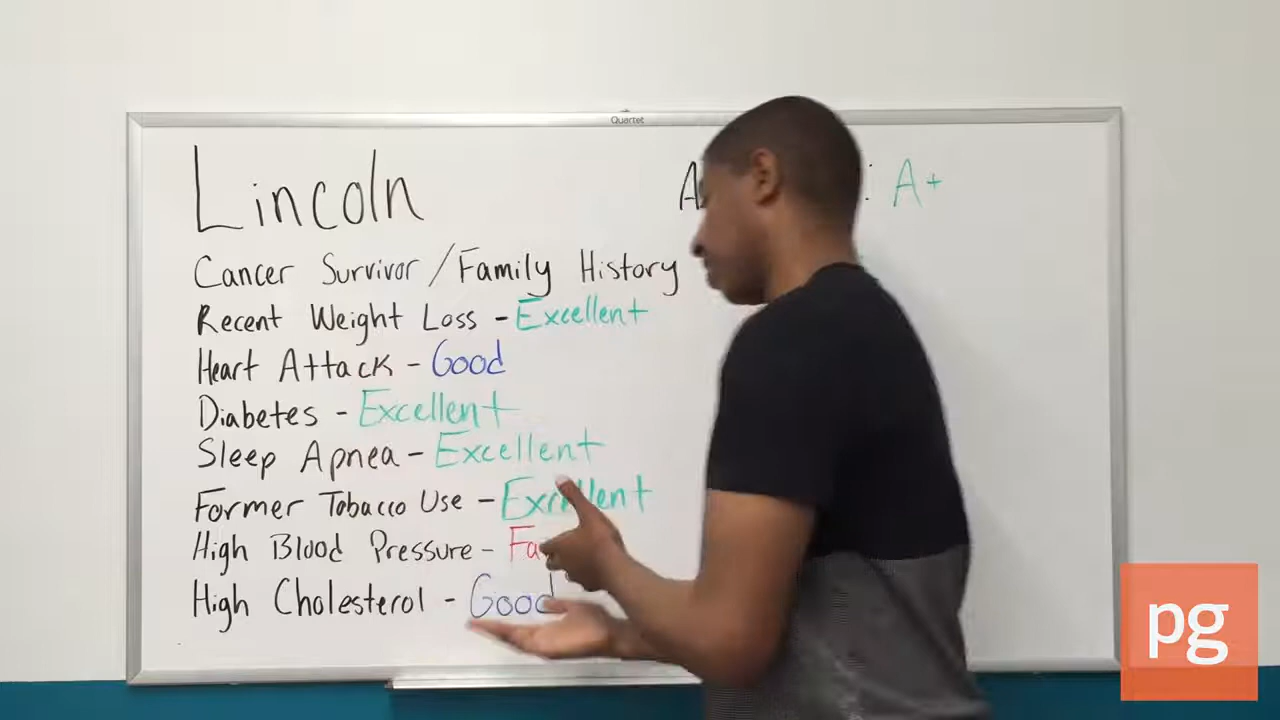 Quartet
Lincoln
: A+
Cancer Survivor / Family History
Recent Weight Loss - Excellent
Heart Attack - Good
Diabetes - Excellent
Sleep Apnea - Excellent
Former Tobacco Use - Excellent
High Blood Pressure -
High Cholesterol - Good
pg